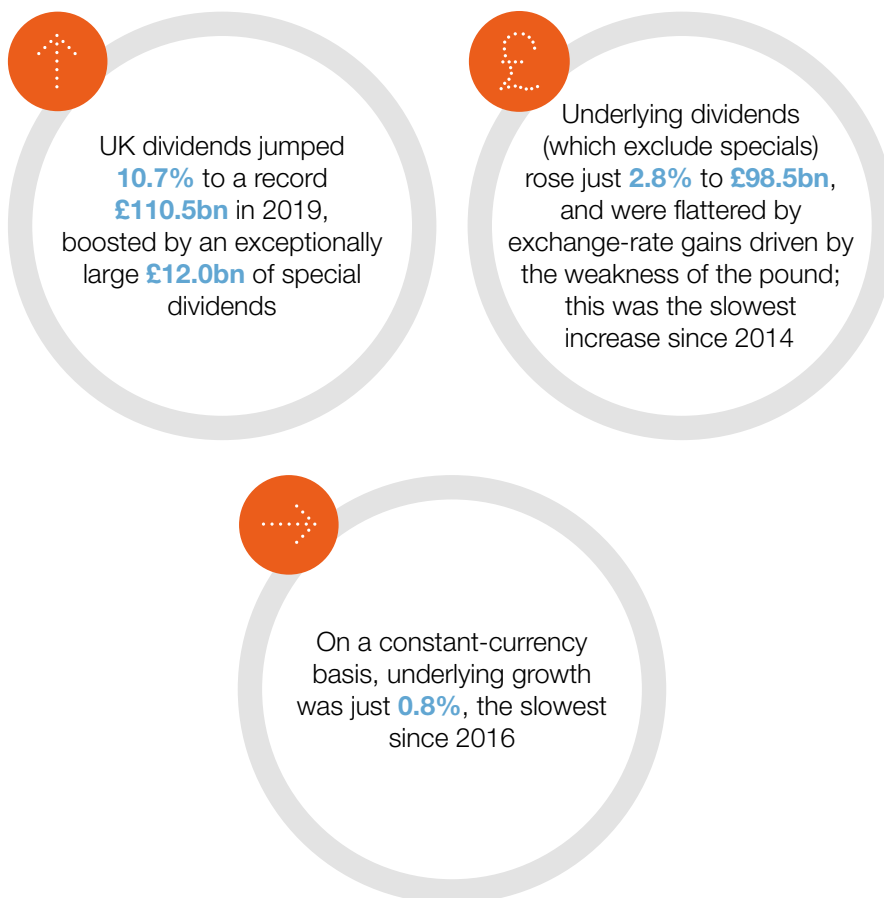 UK dividends jumped
10.7% to a record
£110.5bn in 2019,
boosted by an exceptionally
large £12.0bn of special
dividends
£
Underlying dividends
(which exclude specials)
rose just 2.8% to £98.5bn,
and were flattered by
exchange-rate gains driven by
the weakness of the pound;
this was the slowest
increase since 2014
On a constant-currency
basis, underlying growth
was just 0.8%, the slowest
since 2016